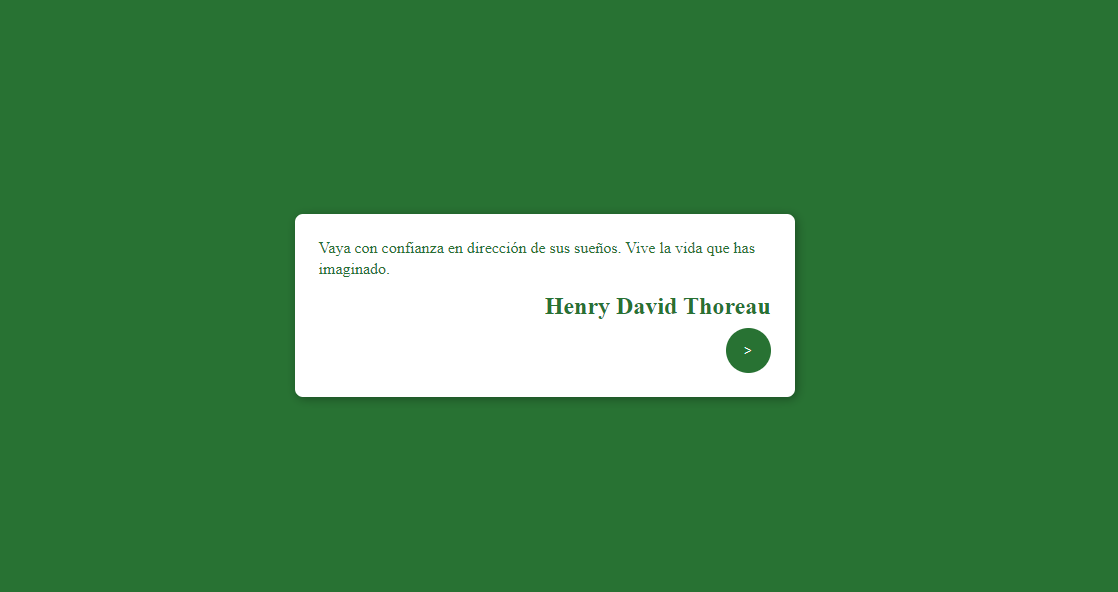 Vaya con confianza en dirección de sus sueños. Vive la vida que has
imaginado.
Henry David Thoreau
>